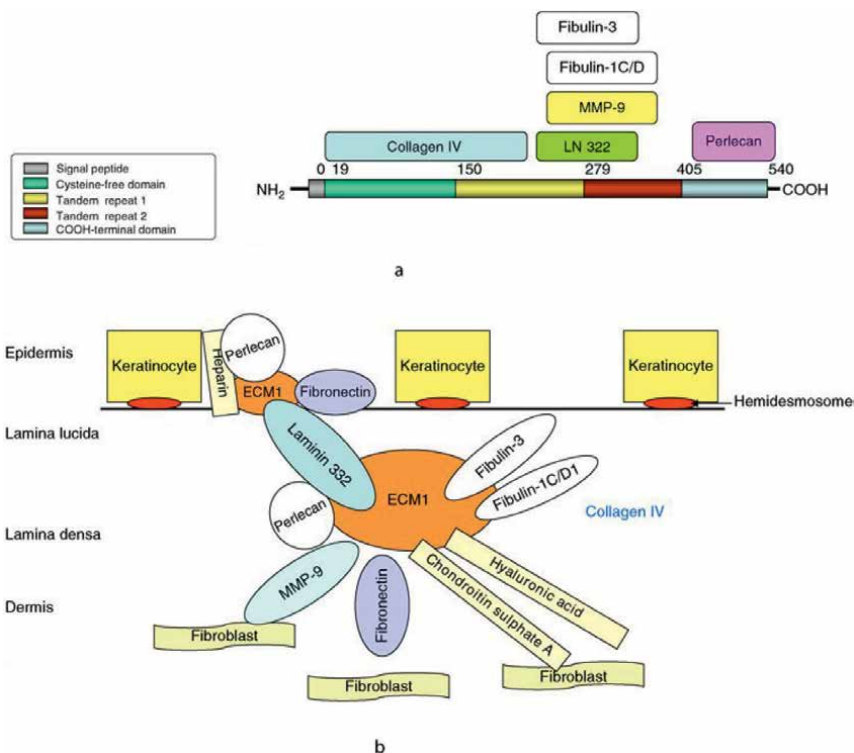 Fibulin-3
Fibulin-1C/D
MMP-9
Collagen IV
LN 322
Perlecan
Signal peptide
Cysteine-free domain
Tandem repeat 1
Tandem repeat 2
COOH-terminal domain
0 19 150 279 405 540
NH2 COOH
a
Epidermis
Keratinocyte
Heparin
Perlecan
ECM1
Fibronectin
Keratinocyte
Keratinocyte
Hemidesmosome
Lamina lucida
Laminin 332
ECM1
Fibulin-3
Fibulin-1C/D1
Collagen IV
Perlecan
Lamina densa
MMP-9
Fibronectin
Chondroitin sulphate A
Hyaluronic acid
Dermis
Fibroblast
Fibroblast
Fibroblast
b